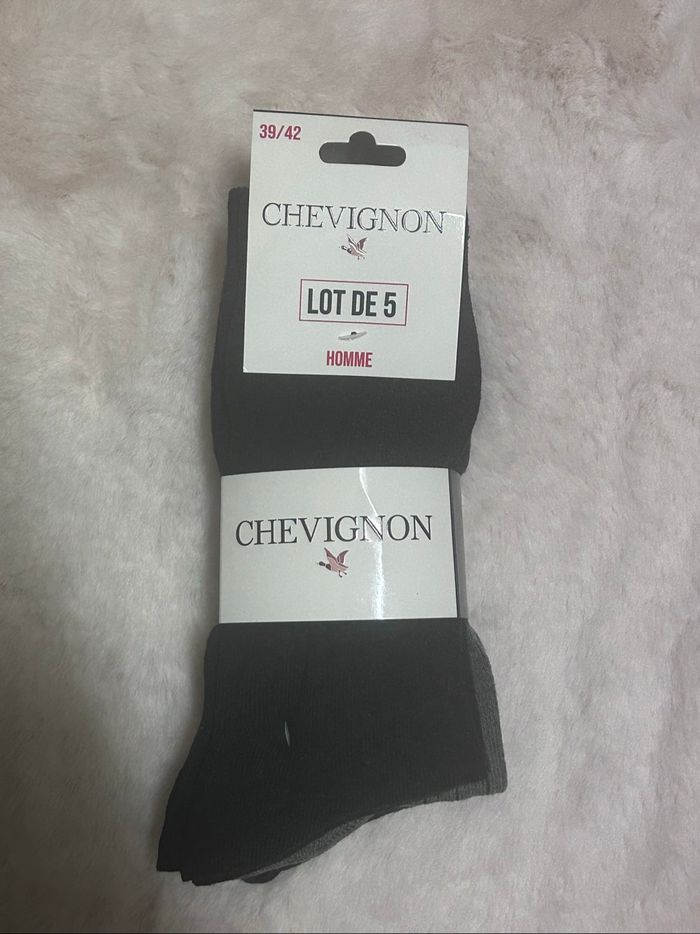 39/42
CHEVIGNON
LOT DE 5
HOMME
CHEVIGNON